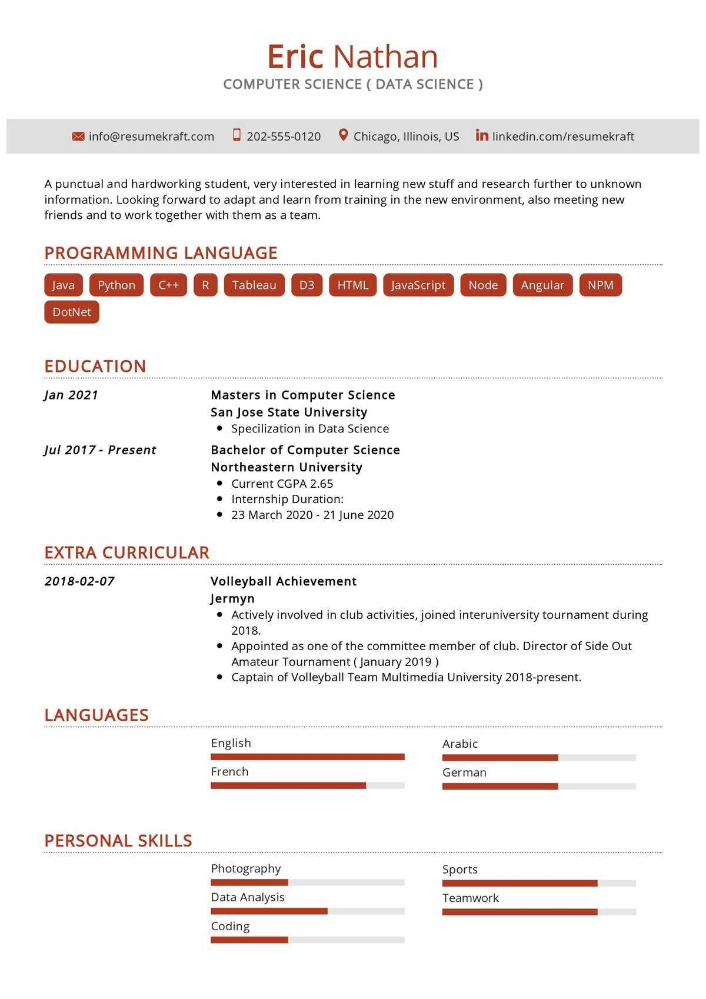 Eric Nathan
COMPUTER SCIENCE ( DATA SCIENCE )
info@resumekraft.com 202-555-0120 Chicago, Illinois, US linkedin.com/resumekraft
A punctual and hardworking student, very interested in learning new stuff and research further to unknown
information. Looking forward to adapt and learn from training in the new environment, also meeting new
friends and to work together with them as a team.
PROGRAMMING LANGUAGE
Java Python C++ R Tableau D3 HTML JavaScript Node Angular NPM
DotNet
EDUCATION
Jan 2021 Masters in Computer Science
San Jose State University
• Specilization in Data Science
Jul 2017 - Present Bachelor of Computer Science
Northeastern University
• Current CGPA 2.65
• Internship Duration:
• 23 March 2020 - 21 June 2020
EXTRA CURRICULAR
2018-02-07 Volleyball Achievement
Jermyn
• Actively involved in club activities, joined interuniversity tournament during
2018.
• Appointed as one of the committee member of club. Director of Side Out
Amateur Tournament ( January 2019 )
• Captain of Volleyball Team Multimedia University 2018-present.
LANGUAGES
English Arabic
French German
PERSONAL SKILLS
Photography Sports
Data Analysis Teamwork
Coding